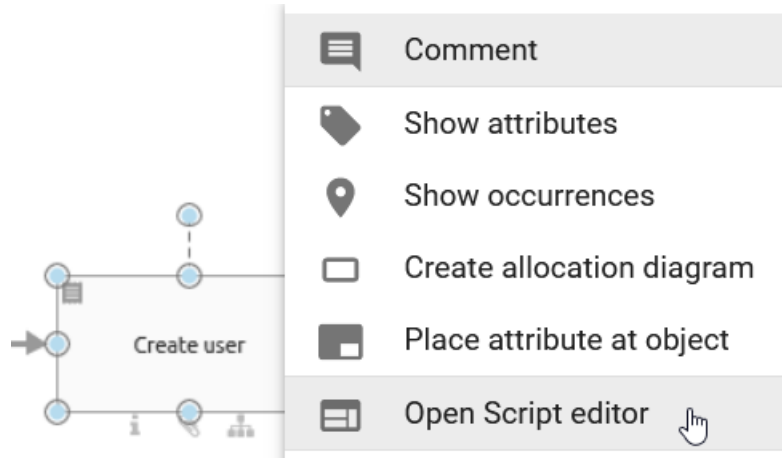 Comment
Show attributes
Show occurrences
Create allocation diagram
Place attribute at object
Open Script editor
Create user